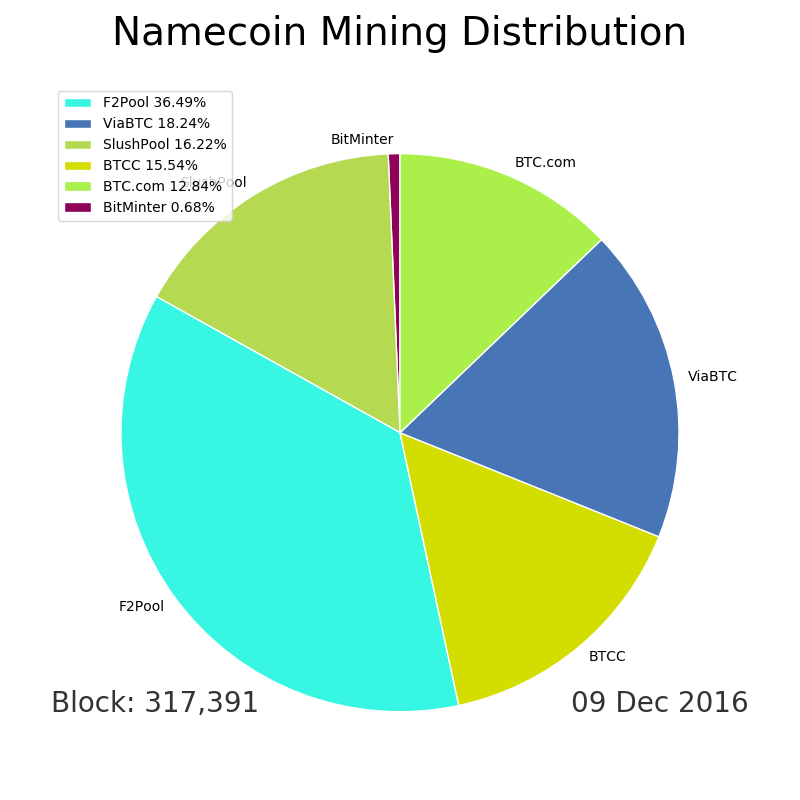 Namecoin Mining Distribution
F2Pool 36.49%
ViaBTC 18.24%
SlushPool 16.22%
BTCC 15.54%
BTC.com 12.84%
BitMinter 0.68%
BitMinter
BTC.com
SlushPool
ViaBTC
F2Pool
BTCC
Block: 317,391
09 Dec 2016